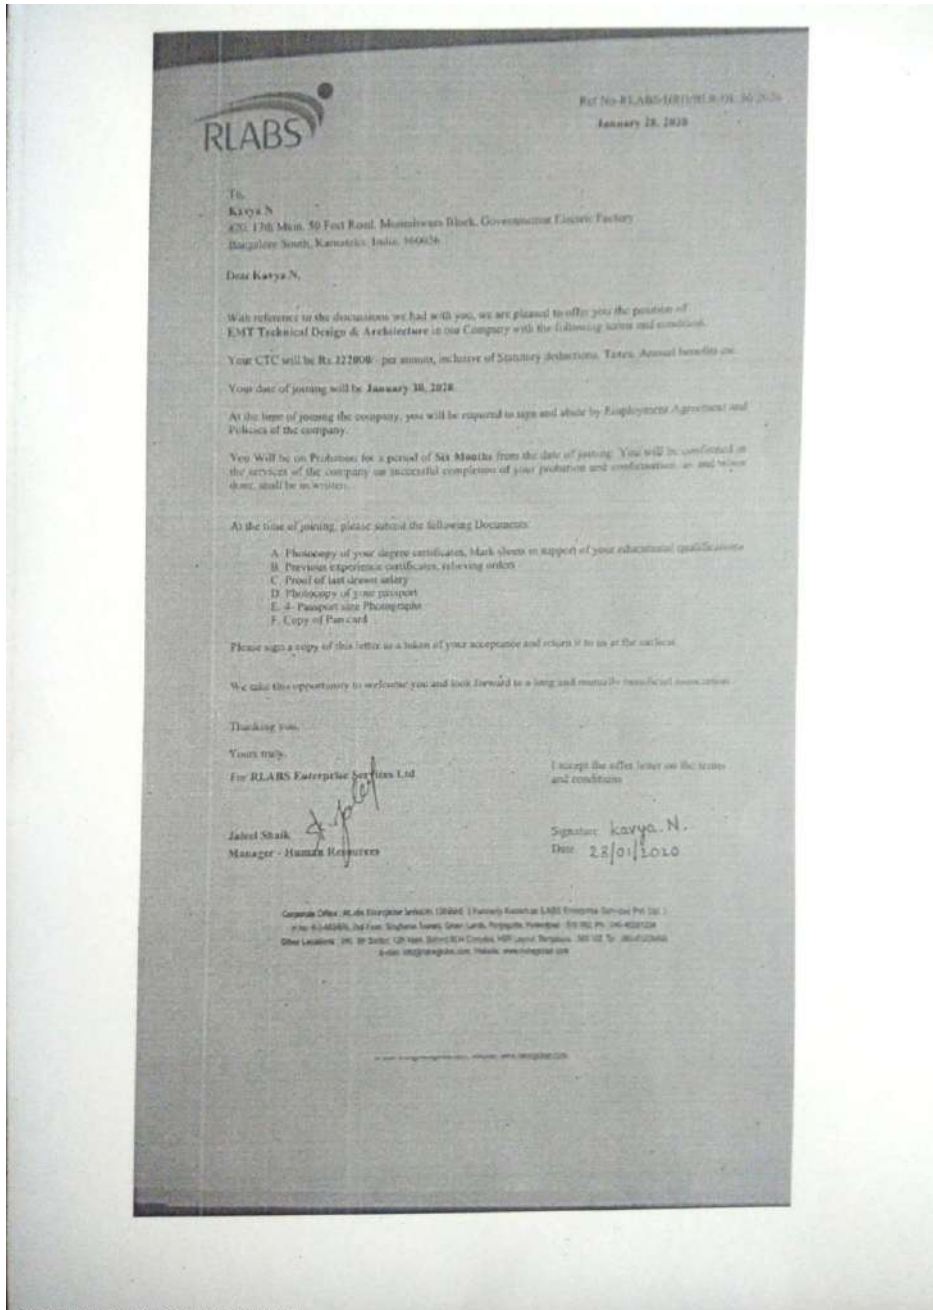 RLABS
January 28, 2020
To,
Kavya N
17th Main, 50 Feet Road, Block, Government Electric Factory
Bangalore South, Karnataka, India,
Dear Kavya N,
With reference to the discussions we had with you, we are pleased to offer you the position of
EMT Technical Design & Architecture in our Company with the following terms and condition.
Your CTC will be Rs. 222000/- per annum, inclusive of Statutory deductions, Taxes, Annual benefits etc.
Your date of joining will be January 30, 2020.
At the time of joining the company, you will be required to sign and abide by Employment Agreement and
Policies of the company.
You Will be on Probation for a period of Six Months from the date of joining. You will be confirmed in
the services of the company on successful completion of your probation and confirmation, as and when
done, shall be in written.
At the time of joining, please submit the following Documents:
A. Photocopy of your degree certificates, Mark sheets in support of your educational qualifications
B. Previous experience certificates, relieving orders
C. Proof of last drawn salery
D. Photocopy of your passport
E. 4- Passport size Photographs
F. Copy of Pan card
Please sign a copy of this letter as a token of your acceptance and return it to us at the earliest.
We take this opportunity to welcome you and look forward to a long and mutually beneficial association.
Thanking you,
Yours truly,
For RLABS Enterprise Services Ltd
I accept the offer letter on the terms
and conditions
Jaleel Shaik
Manager - Human Resources
Signature Kavya. N.
Date 28/01/2020